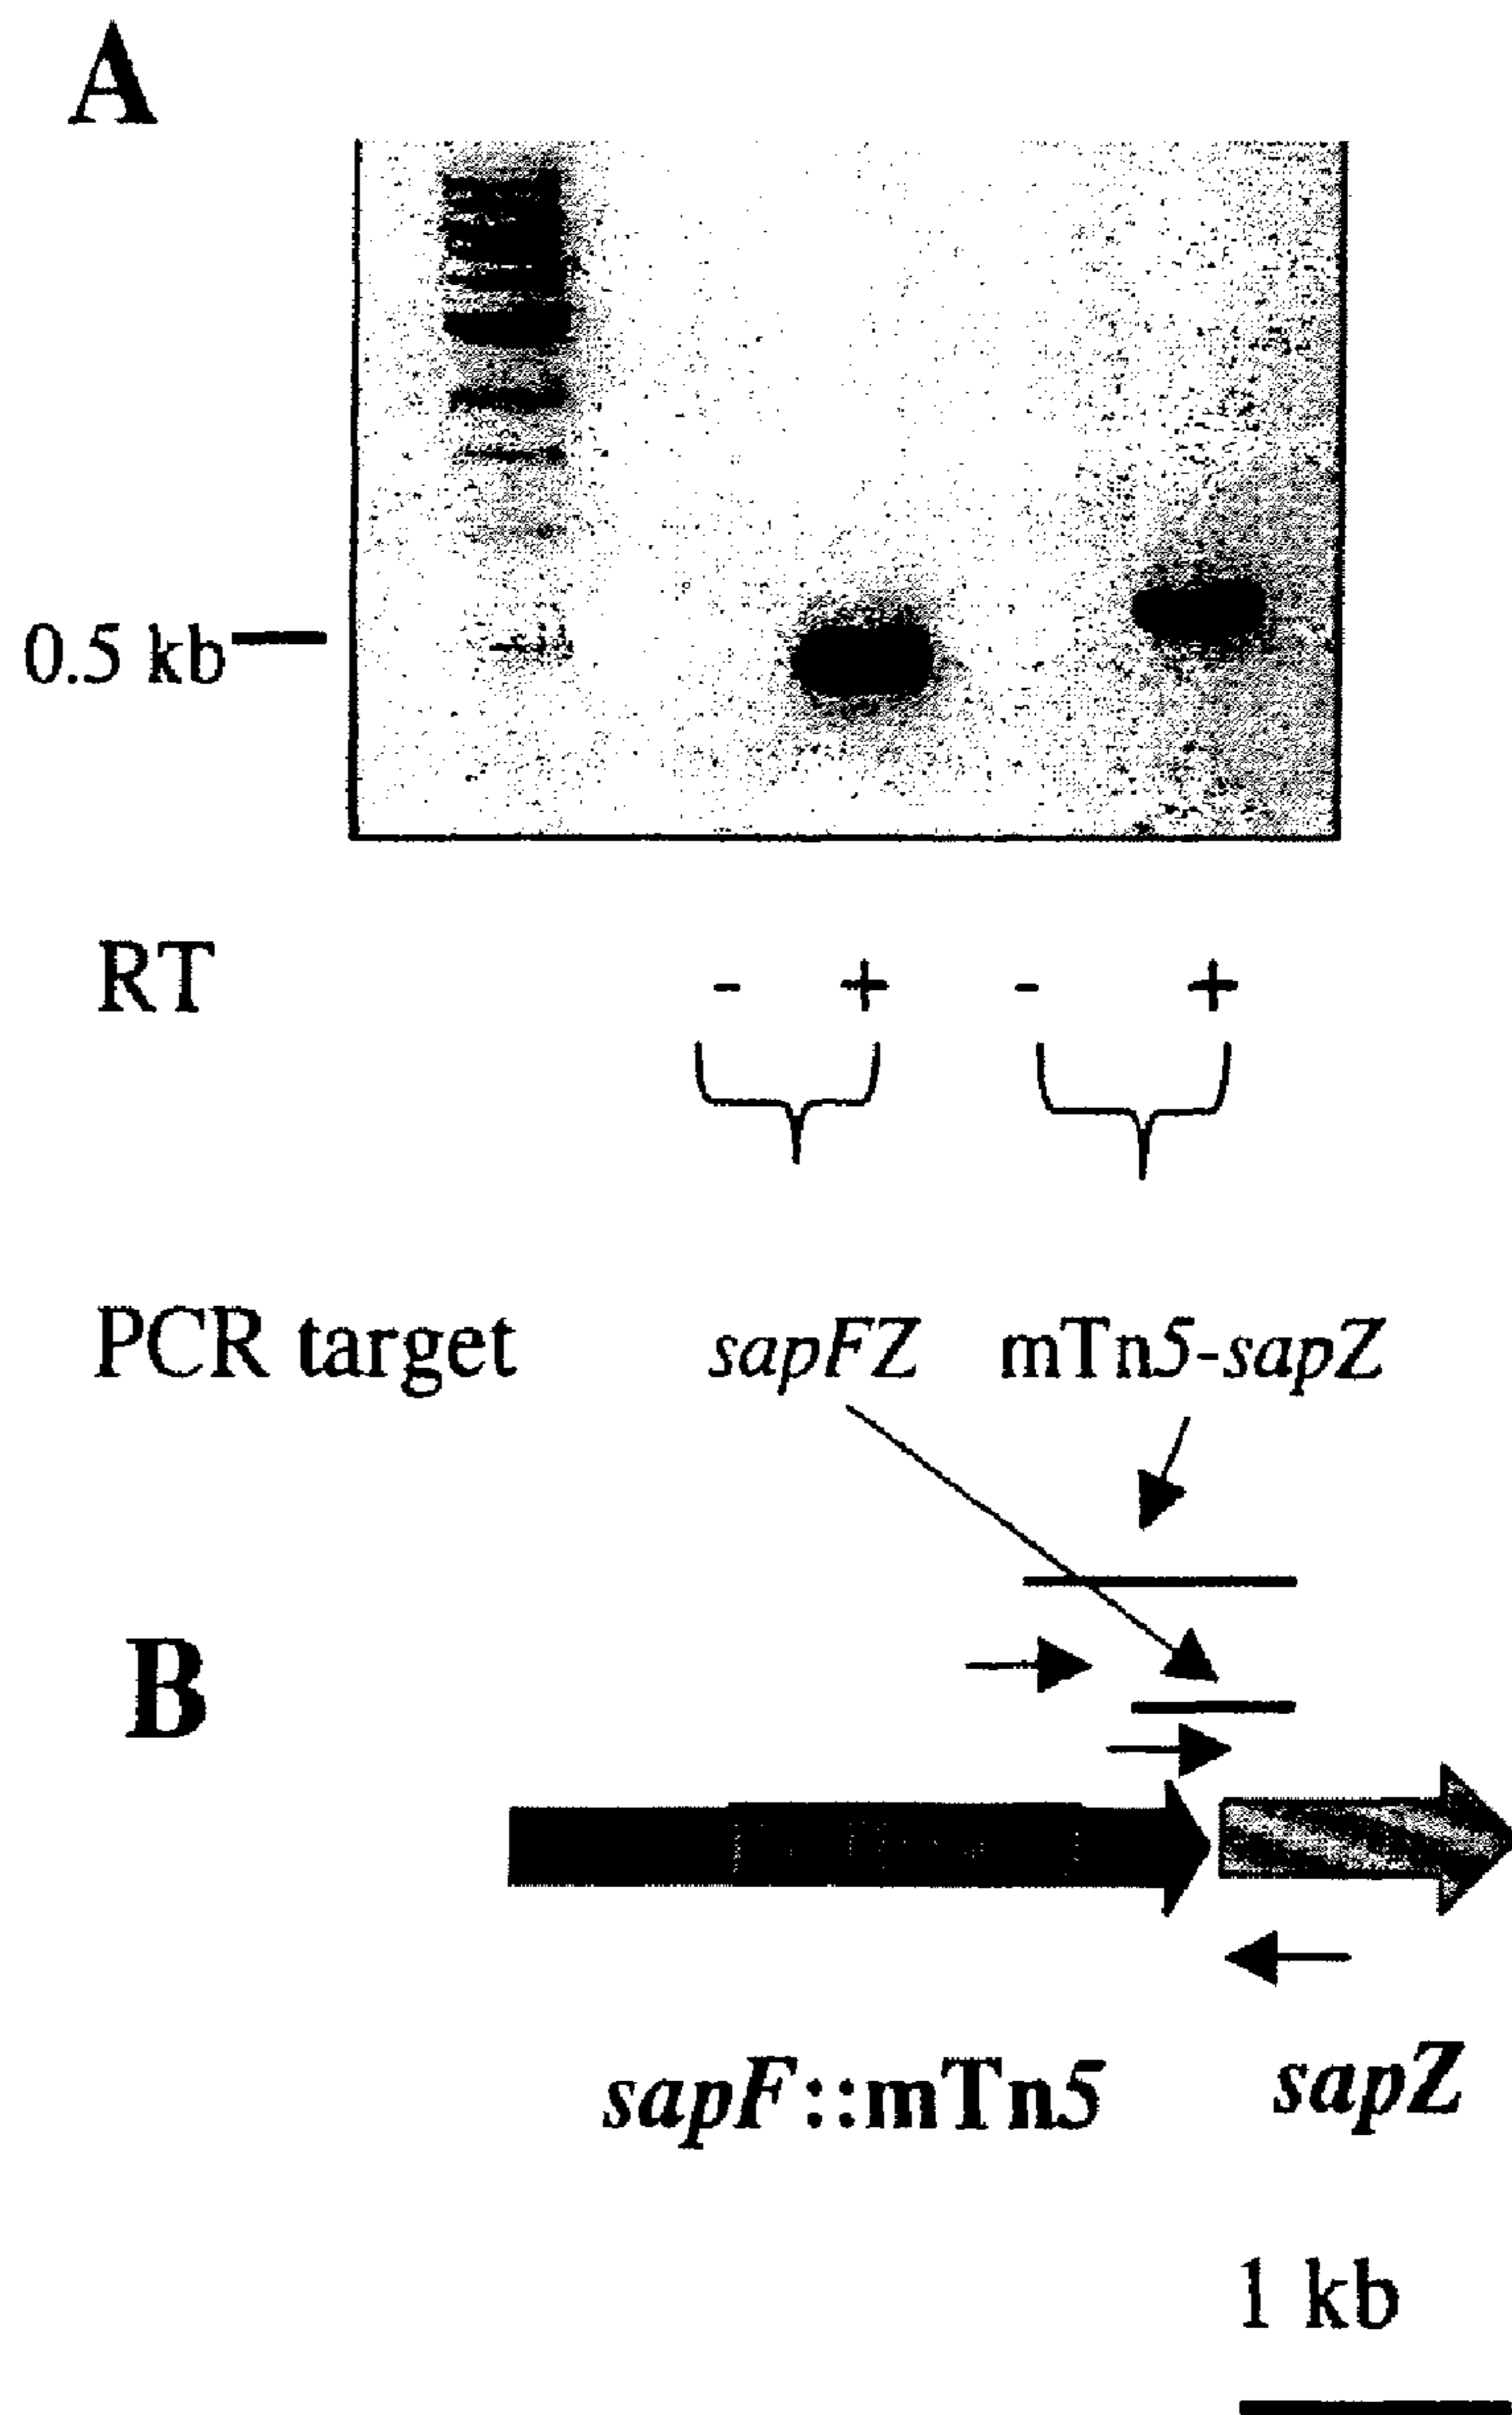 A
0.5 kb
RT - + - +
PCR target sapFZ mTn5-sapZ
B
sapF::mTn5 sapZ
1 kb